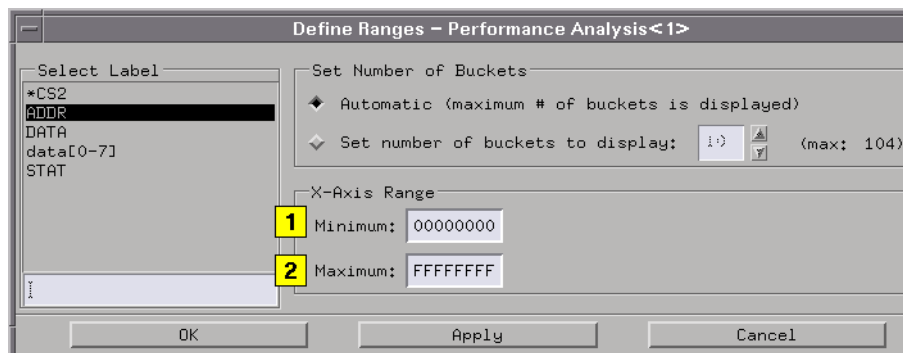 Define Ranges – Performance Analysis<1>
Select Label
*CS2
ADDR
DATA
data[0-7]
STAT
Set Number of Buckets
Automatic (maximum # of buckets is displayed)
Set number of buckets to display: (max: 104)
X-Axis Range
1 Minimum: 00000000
2 Maximum: FFFFFFFF
OK Apply Cancel